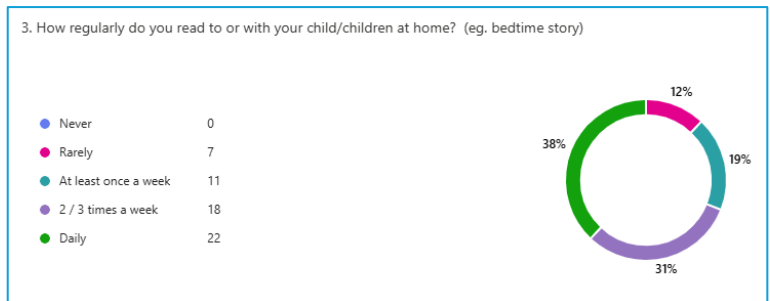 3. How regularly do you read to or with your child/children at home?  (eg. bedtime story)
Never 0
Rarely 7
At least once a week 11
2 / 3 times a week 18
Daily 22
12%
38%
19%
31%